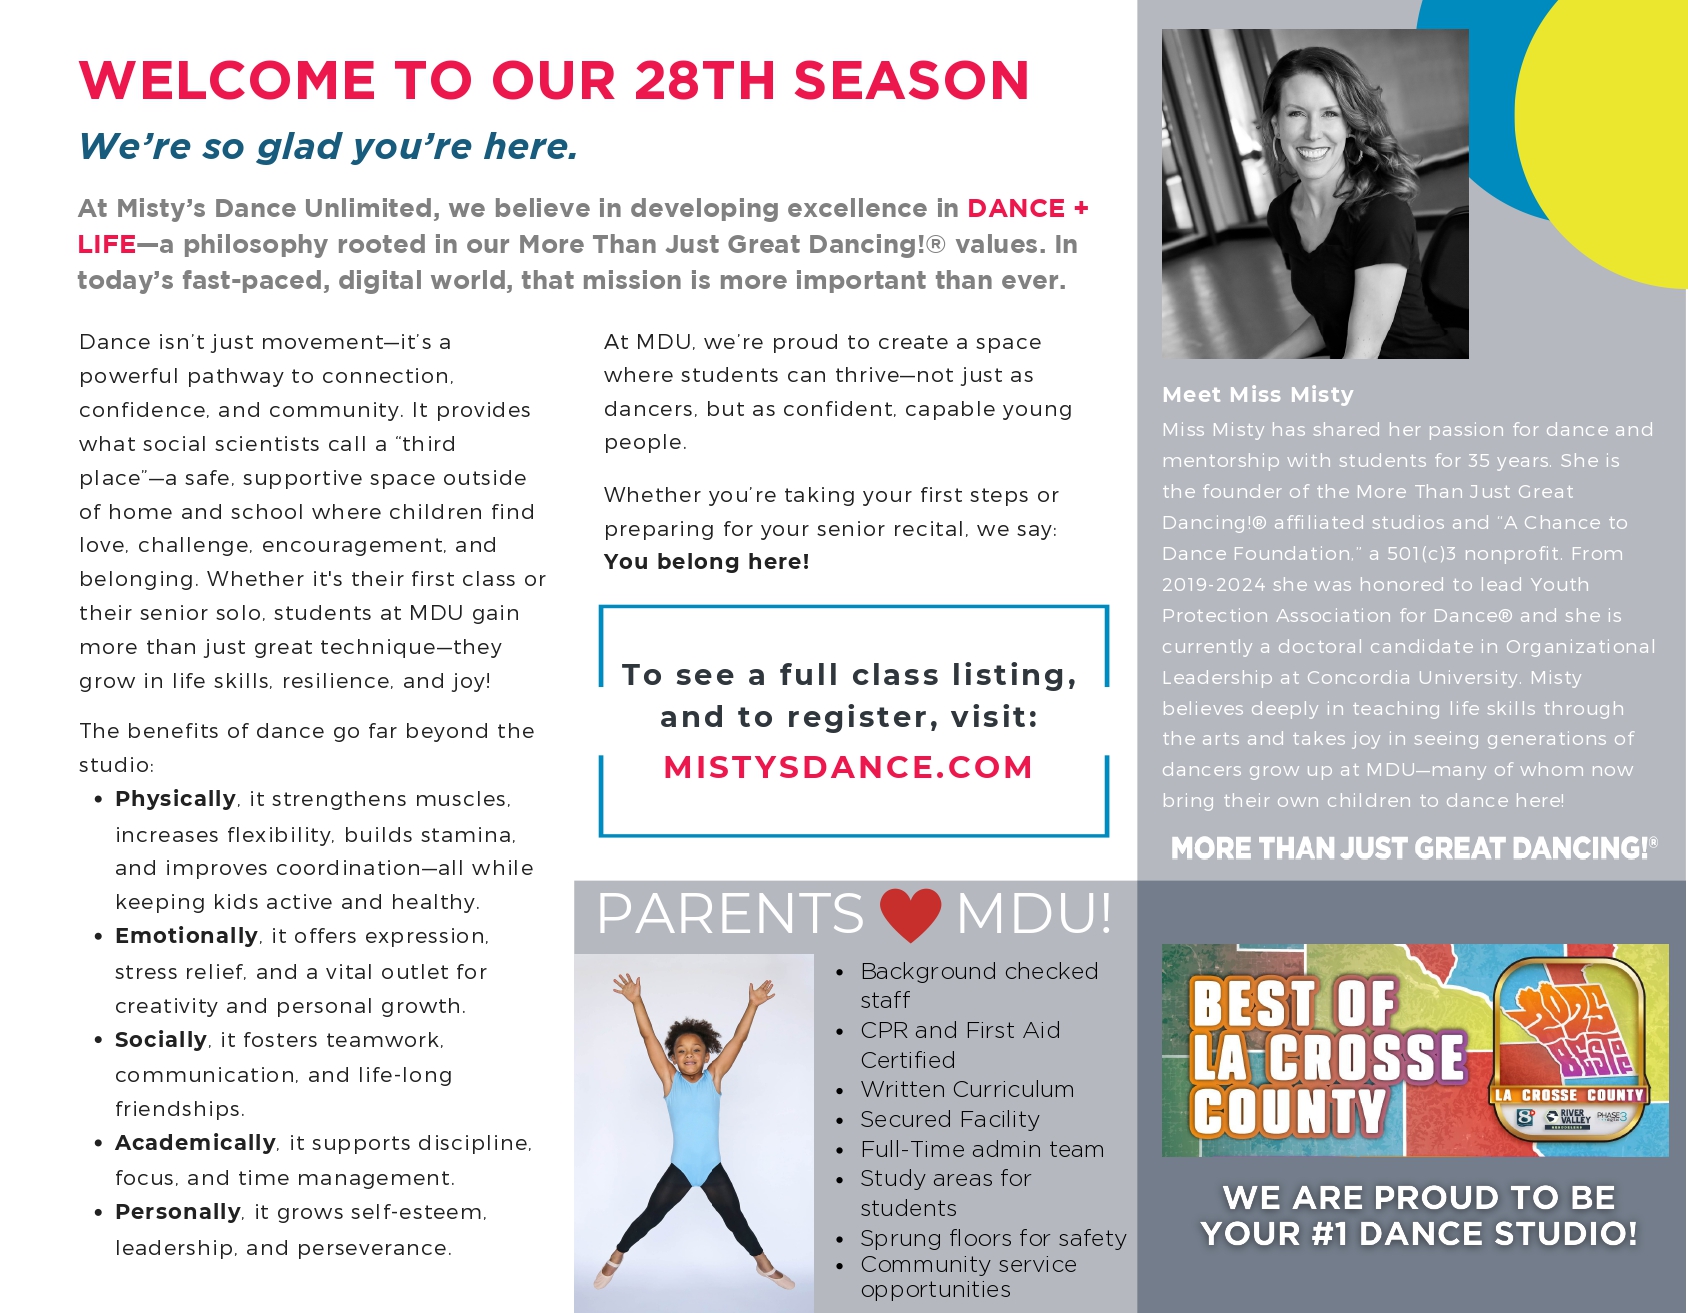 WELCOME TO OUR 28TH SEASON
We’re so glad you’re here.
At Misty’s Dance Unlimited, we believe in developing excellence in DANCE +
LIFE—a philosophy rooted in our More Than Just Great Dancing!® values. In
today’s fast-paced, digital world, that mission is more important than ever.
Dance isn’t just movement—it’s a
powerful pathway to connection,
confidence, and community. It provides
what social scientists call a “third
place”—a safe, supportive space outside
of home and school where children find
love, challenge, encouragement, and
belonging. Whether it's their first class or
their senior solo, students at MDU gain
more than just great technique—they
grow in life skills, resilience, and joy!
The benefits of dance go far beyond the
studio:
• Physically, it strengthens muscles,
increases flexibility, builds stamina,
and improves coordination—all while
keeping kids active and healthy.
• Emotionally, it offers expression,
stress relief, and a vital outlet for
creativity and personal growth.
• Socially, it fosters teamwork,
communication, and life-long
friendships.
• Academically, it supports discipline,
focus, and time management.
• Personally, it grows self-esteem,
leadership, and perseverance.
At MDU, we’re proud to create a space
where students can thrive—not just as
dancers, but as confident, capable young
people.
Whether you’re taking your first steps or
preparing for your senior recital, we say:
You belong here!
To see a full class listing,
and to register, visit:
MISTYSDANCE.COM
PARENTS MDU!
• Background checked
staff
• CPR and First Aid
Certified
• Written Curriculum
• Secured Facility
• Full-Time admin team
• Study areas for
students
• Sprung floors for safety
• Community service
opportunities
Meet Miss Misty
Miss Misty has shared her passion for dance and
mentorship with students for 35 years. She is
the founder of the More Than Just Great
Dancing!® affiliated studios and “A Chance to
Dance Foundation,” a 501(c)3 nonprofit. From
2019-2024 she was honored to lead Youth
Protection Association for Dance® and she is
currently a doctoral candidate in Organizational
Leadership at Concordia University. Misty
believes deeply in teaching life skills through
the arts and takes joy in seeing generations of
dancers grow up at MDU—many of whom now
bring their own children to dance here!
MORE THAN JUST GREAT DANCING!®
BEST OF
LA CROSSE
COUNTY
2025
BEST OF
LA CROSSE COUNTY
8
RIVER
VALLEY
PHASE3
WE ARE PROUD TO BE
YOUR #1 DANCE STUDIO!